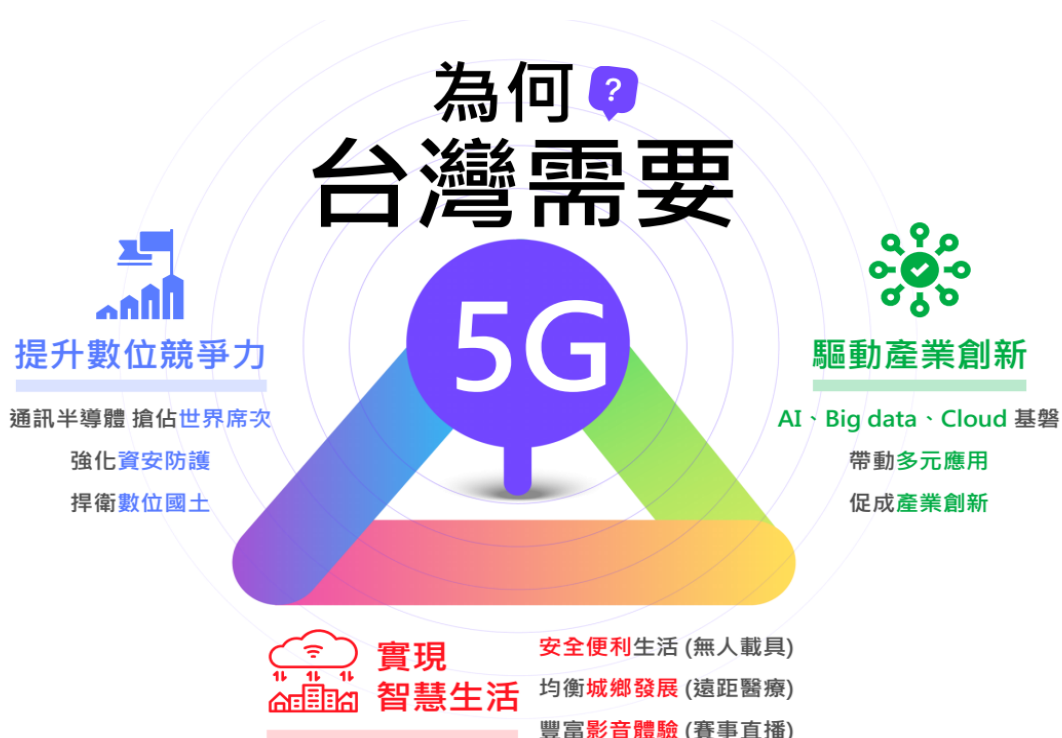 為何?
台灣需要
5G
提升數位競爭力
通訊半導體 搶佔世界席次
強化資安防護
捍衛數位國土
驅動產業創新
AI、Big data、Cloud 基磐
帶動多元應用
促成產業創新
實現
智慧生活
安全便利生活 (無人載具)
均衡城鄉發展 (遠距醫療)
豐富影音體驗 (賽事直播)